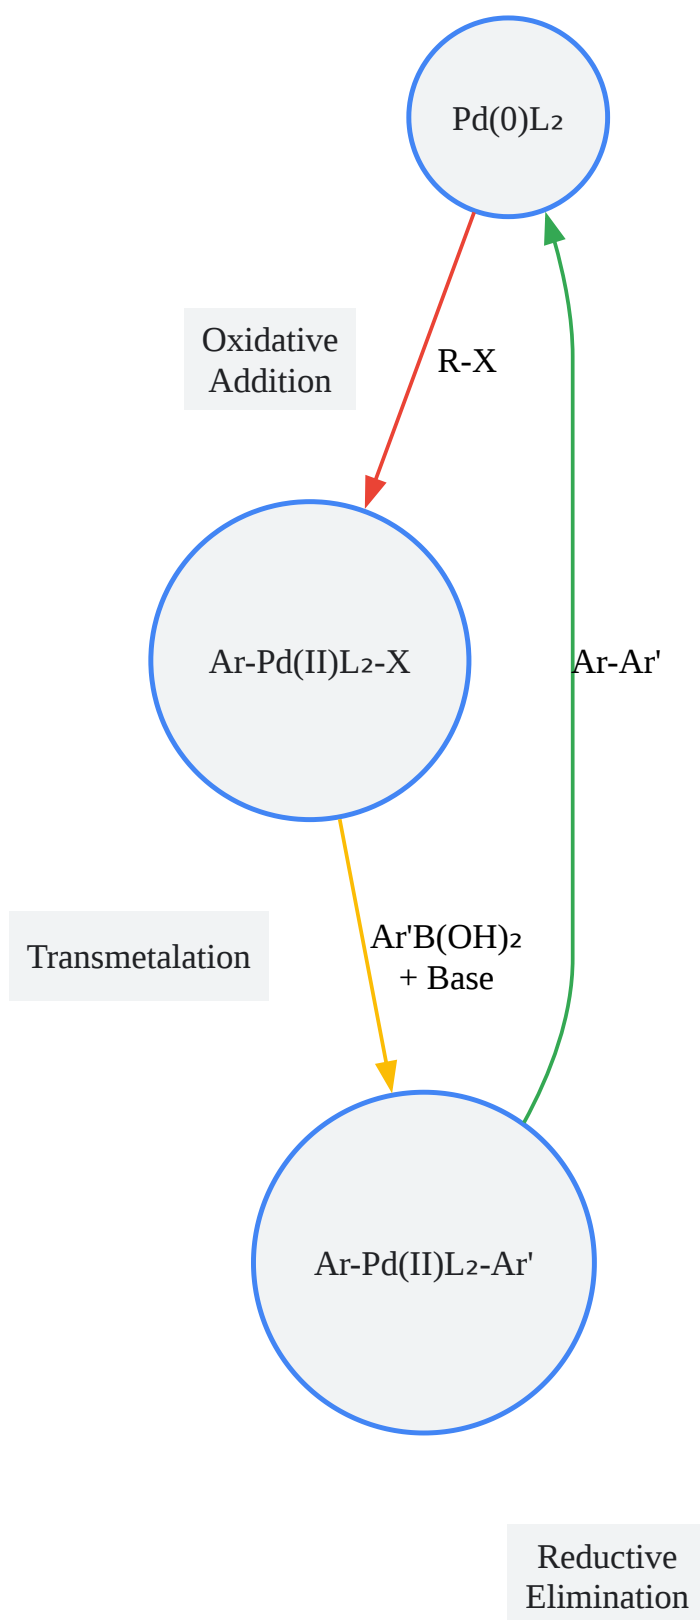 Pd(0)L₂
Oxidative
Addition
R-X
Ar-Pd(II)L₂-X
Ar-Ar'
Transmetalation
Ar'B(OH)₂
+ Base
Ar-Pd(II)L₂-Ar'
Reductive
Elimination